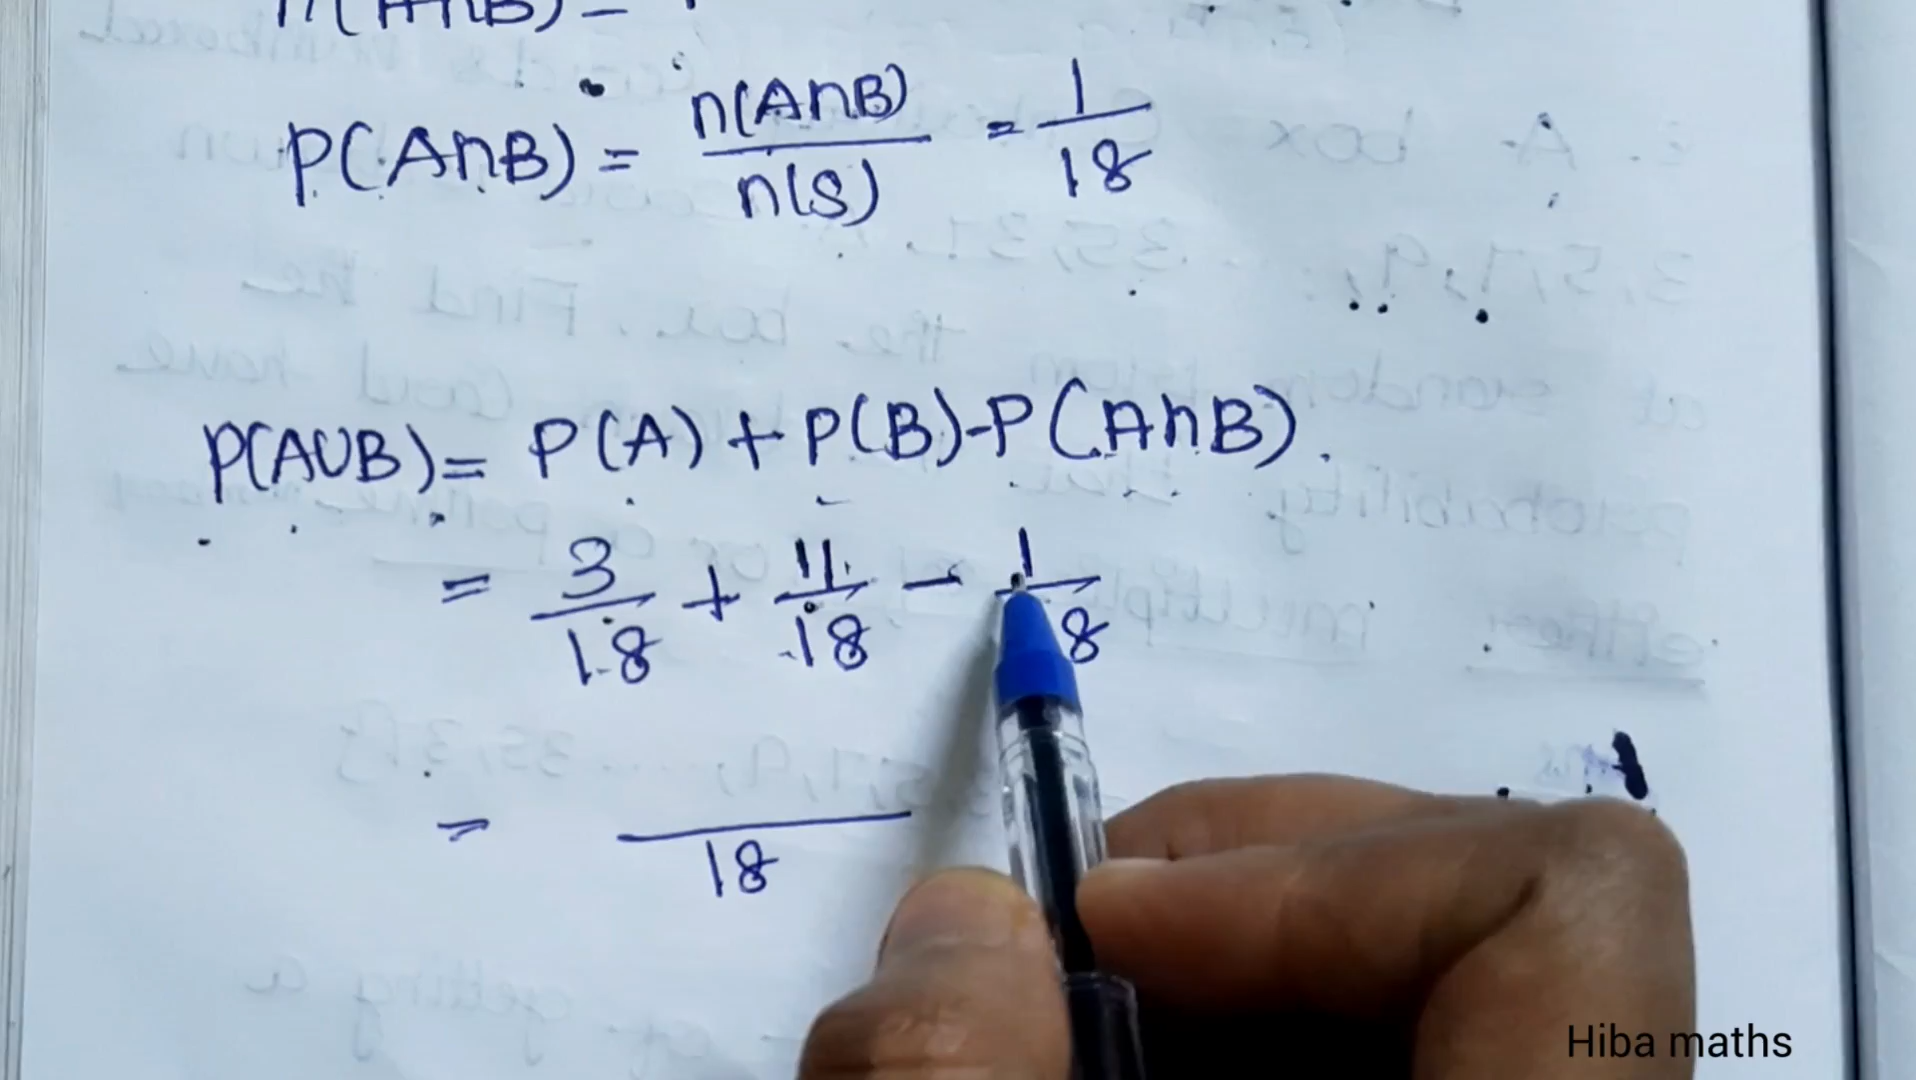 n(A∩B) =
P(A∩B) = n(A∩B)/n(S) = 1/18
P(A∪B) = P(A) + P(B) - P(A∩B).
= 3/18 + 11/18 - 1/18
= /18
Hiba maths